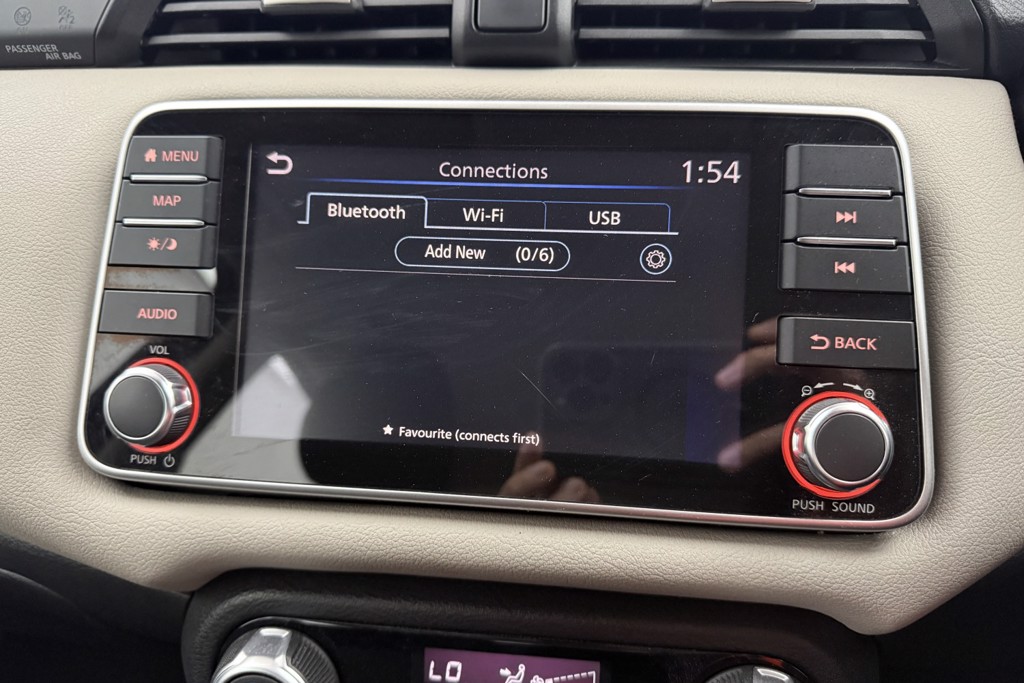 PASSENGER
AIR BAG
MENU
MAP
AUDIO
VOL
PUSH
Connections
1:54
Bluetooth
Wi-Fi
USB
Add New (0/6)
Favourite (connects first)
BACK
PUSH SOUND
LO